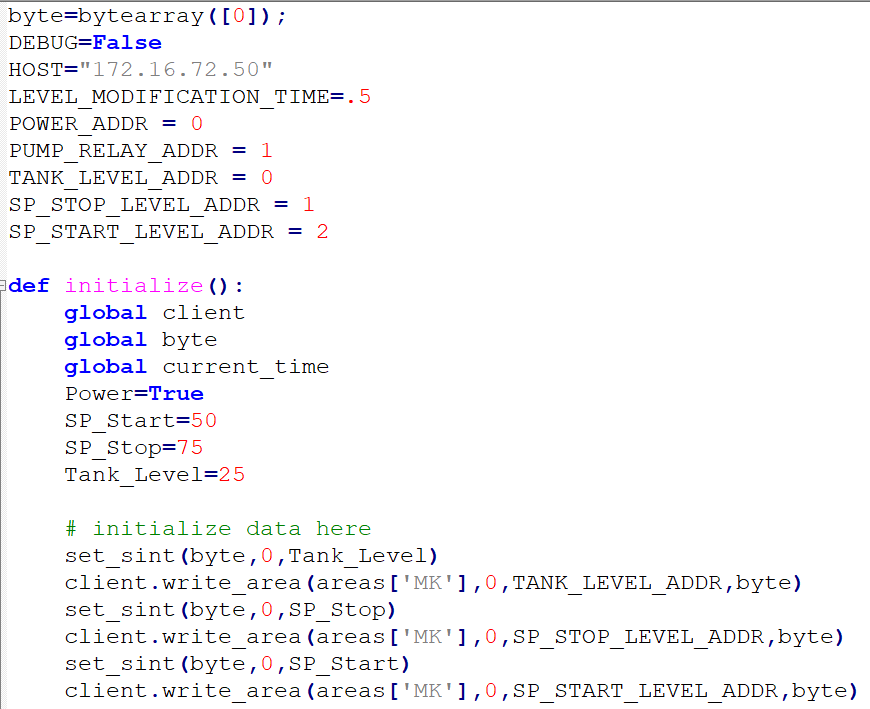 byte=bytearray([0]);
DEBUG=False
HOST="172.16.72.50"
LEVEL_MODIFICATION_TIME=.5
POWER_ADDR = 0
PUMP_RELAY_ADDR = 1
TANK_LEVEL_ADDR = 0
SP_STOP_LEVEL_ADDR = 1
SP_START_LEVEL_ADDR = 2
def initialize():
    global client
    global byte
    global current_time
    Power=True
    SP_Start=50
    SP_Stop=75
    Tank_Level=25
    # initialize data here
    set_sint(byte,0,Tank_Level)
    client.write_area(areas['MK'],0,TANK_LEVEL_ADDR,byte)
    set_sint(byte,0,SP_Stop)
    client.write_area(areas['MK'],0,SP_STOP_LEVEL_ADDR,byte)
    set_sint(byte,0,SP_Start)
    client.write_area(areas['MK'],0,SP_START_LEVEL_ADDR,byte)